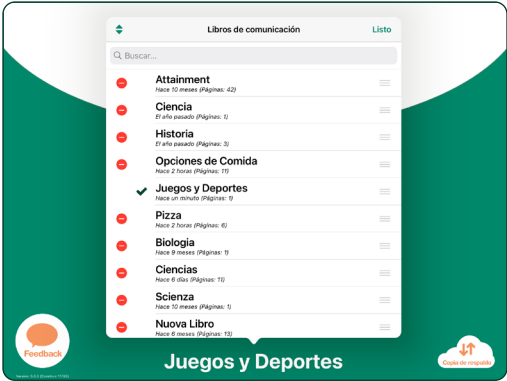 Libros de comunicación
Listo
Buscar...
Attainment
Hace 10 meses (Páginas: 42)
Ciencia
El año pasado (Páginas: 1)
Historia
El año pasado (Páginas: 3)
Opciones de Comida
Hace 2 horas (Páginas: 11)
Juegos y Deportes
Hace un minuto (Páginas: 1)
Pizza
Hace 2 horas (Páginas: 6)
Biologia
Hace 9 meses (Páginas: 1)
Ciencias
Hace 6 días (Páginas: 11)
Scienza
Hace 10 meses (Páginas: 1)
Nuova Libro
Hace 6 meses (Páginas: 13)
Feedback
Juegos y Deportes
Copia de respaldo